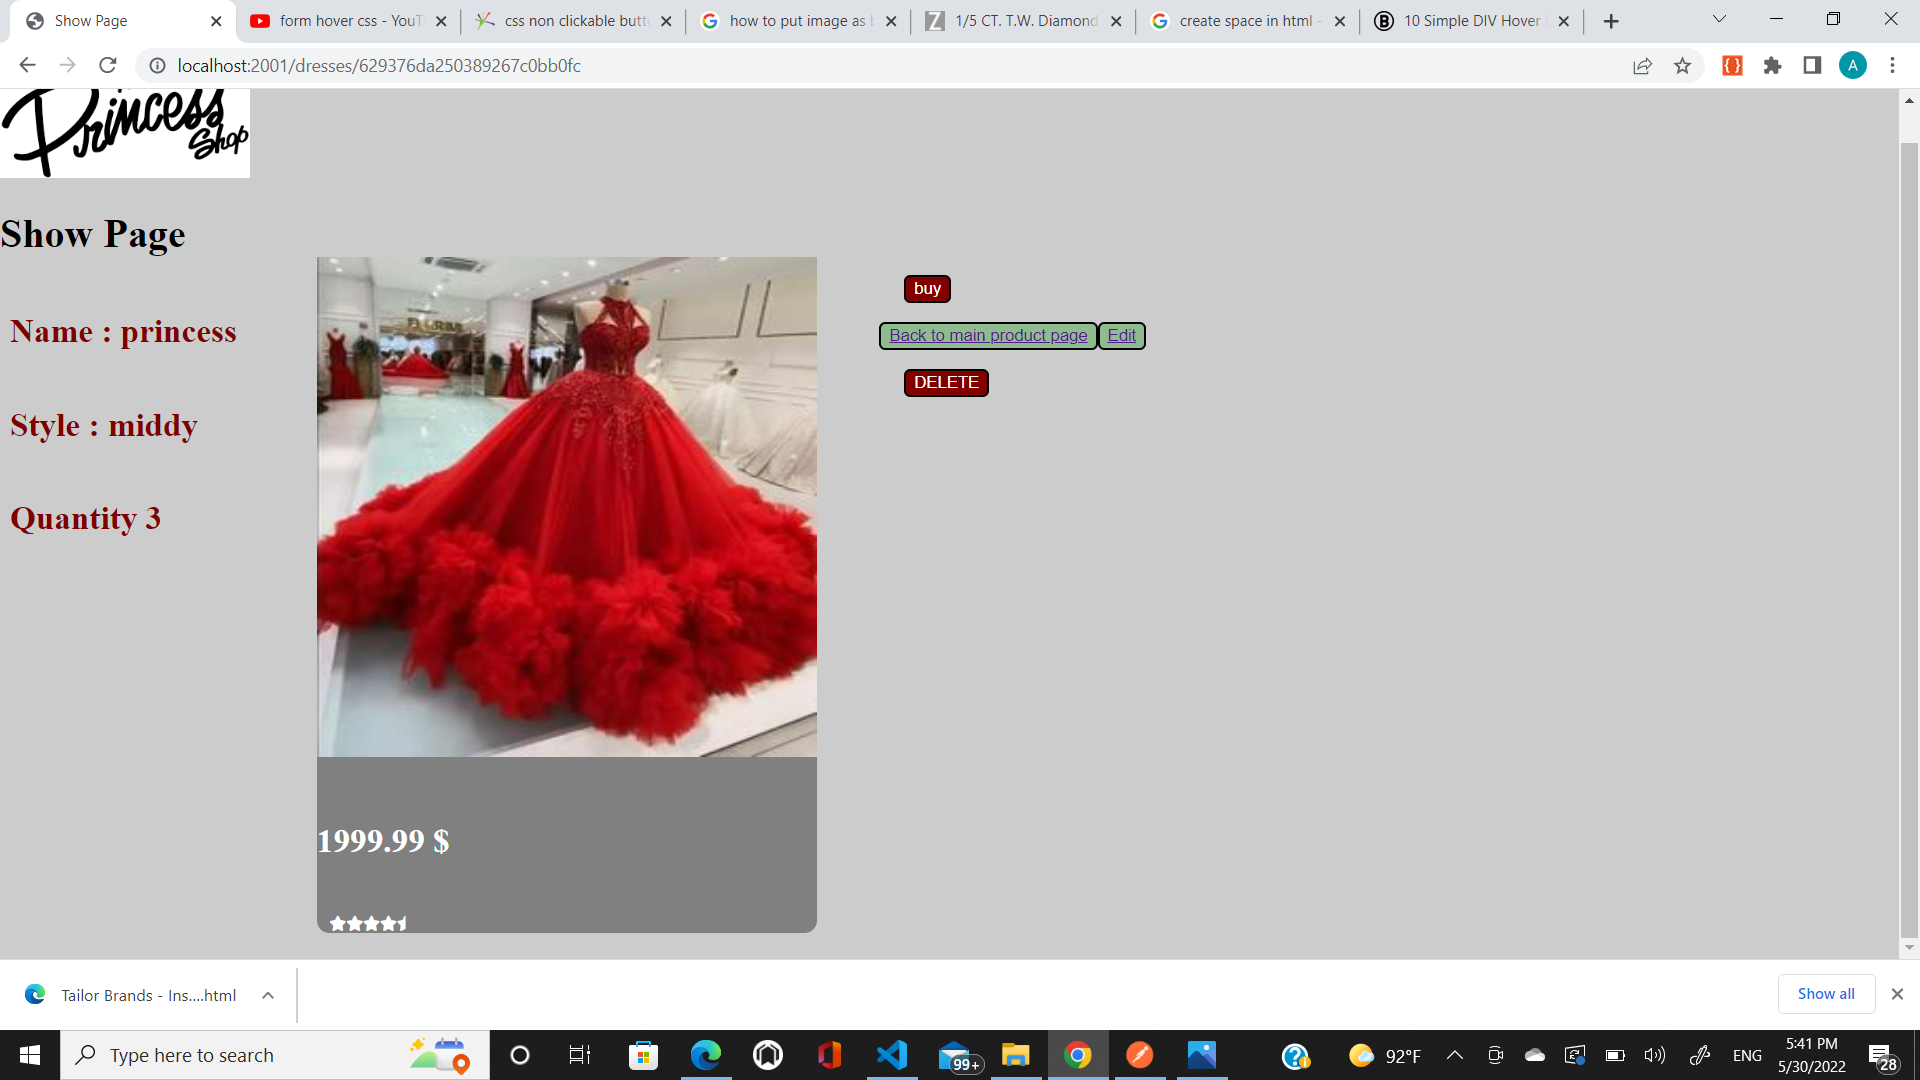 Show Page
form hover css - YouT
css non clickable butt
how to put image as b
1/5 CT. T.W. Diamond
create space in html -
10 Simple DIV Hover
localhost:2001/dresses/629376da250389267c0bb0fc
A
Princess
Shop
Show Page
Name : princess
Style : middy
Quantity 3
buy
Back to main product page
Edit
DELETE
1999.99 $
Tailor Brands - Ins....html
Show all
Type here to search
99+
92°F
ENG
5:41 PM
5/30/2022
28